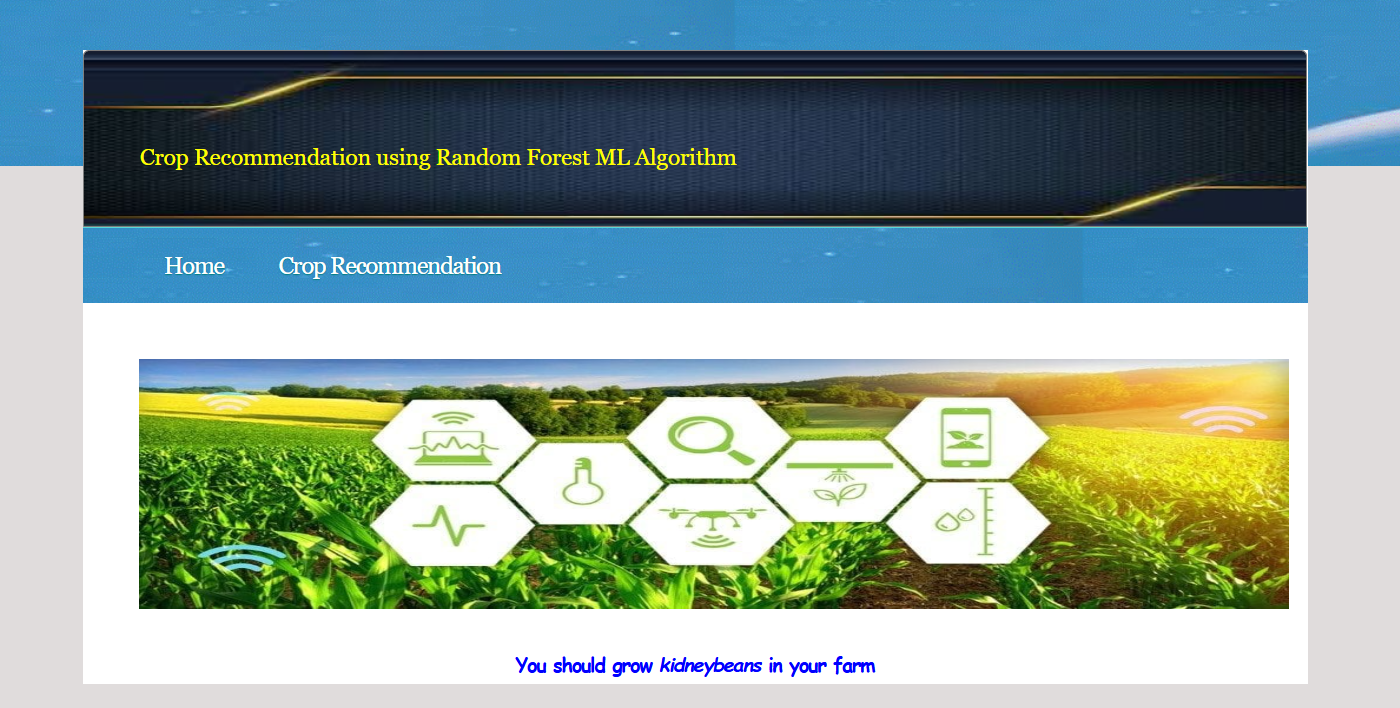 Crop Recommendation using Random Forest ML Algorithm
Home Crop Recommendation
You should grow kidneybeans in your farm